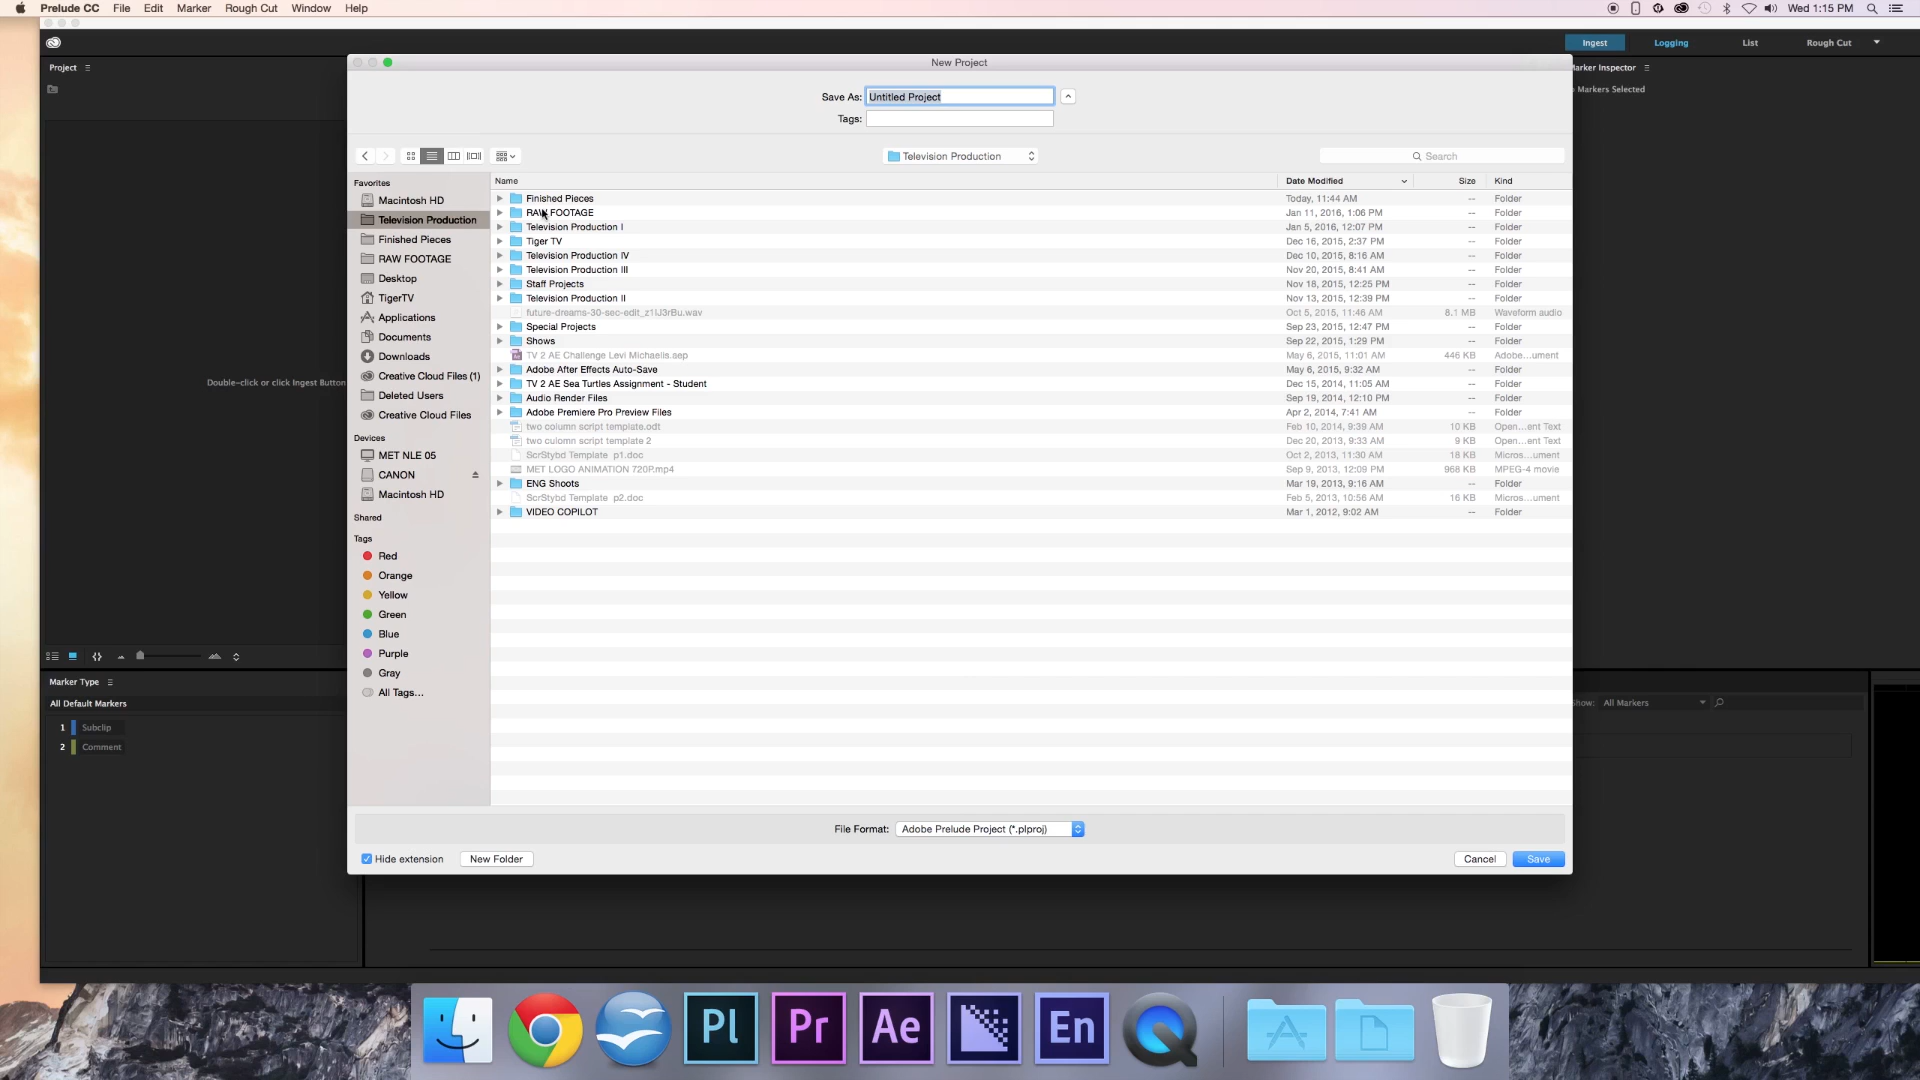 Prelude CC File Edit Marker Rough Cut Window Help Wed 1:15 PM
Ingest Logging List Rough Cut
Project
New Project
Marker Inspector
Markers Selected
Save As: Untitled Project
Tags:
Television Production
Search
Favorites
Macintosh HD
Television Production
Finished Pieces
RAW FOOTAGE
Desktop
TigerTV
Applications
Documents
Downloads
Creative Cloud Files (1)
Deleted Users
Creative Cloud Files
Devices
MET NLE 05
CANON
Macintosh HD
Shared
Tags
Red
Orange
Yellow
Green
Blue
Purple
Gray
All Tags...
Name Date Modified Size Kind
Finished Pieces Today, 11:44 AM -- Folder
RAW FOOTAGE Jan 11, 2016, 1:06 PM -- Folder
Television Production I Jan 5, 2016, 12:07 PM -- Folder
Tiger TV Dec 16, 2015, 2:37 PM -- Folder
Television Production IV Dec 10, 2015, 8:16 AM -- Folder
Television Production III Nov 20, 2015, 8:41 AM -- Folder
Staff Projects Nov 18, 2015, 12:25 PM -- Folder
Television Production II Nov 13, 2015, 12:39 PM -- Folder
future-dreams-30-sec-edit_z1IJ3rBu.wav Oct 5, 2015, 11:46 AM 8.1 MB Waveform audio
Special Projects Sep 23, 2015, 12:47 PM -- Folder
Shows Sep 22, 2015, 1:29 PM -- Folder
TV 2 AE Challenge Levi Michaelis.aep May 6, 2015, 11:01 AM 446 KB Adobe...ument
Adobe After Effects Auto-Save May 6, 2015, 9:32 AM -- Folder
TV 2 AE Sea Turtles Assignment - Student Dec 15, 2014, 11:05 AM -- Folder
Audio Render Files Sep 19, 2014, 12:10 PM -- Folder
Adobe Premiere Pro Preview Files Apr 2, 2014, 7:41 AM -- Folder
two column script template.odt Feb 10, 2014, 9:39 AM 10 KB Open...ent Text
two culomn script template 2 Dec 20, 2013, 9:33 AM 9 KB Open...ent Text
ScrStybd Template p1.doc Oct 2, 2013, 11:30 AM 18 KB Micros...ument
MET LOGO ANIMATION 720P.mp4 Sep 9, 2013, 12:09 PM 968 KB MPEG-4 movie
ENG Shoots Mar 19, 2013, 9:16 AM -- Folder
ScrStybd Template p2.doc Feb 5, 2013, 10:56 AM 16 KB Micros...ument
VIDEO COPILOT Mar 1, 2012, 9:02 AM -- Folder
Double-click or click Ingest Button
Marker Type
All Default Markers
1 Subclip
2 Comment
Show: All Markers
File Format: Adobe Prelude Project (*.plproj)
Hide extension New Folder Cancel Save
Pl Pr Ae En